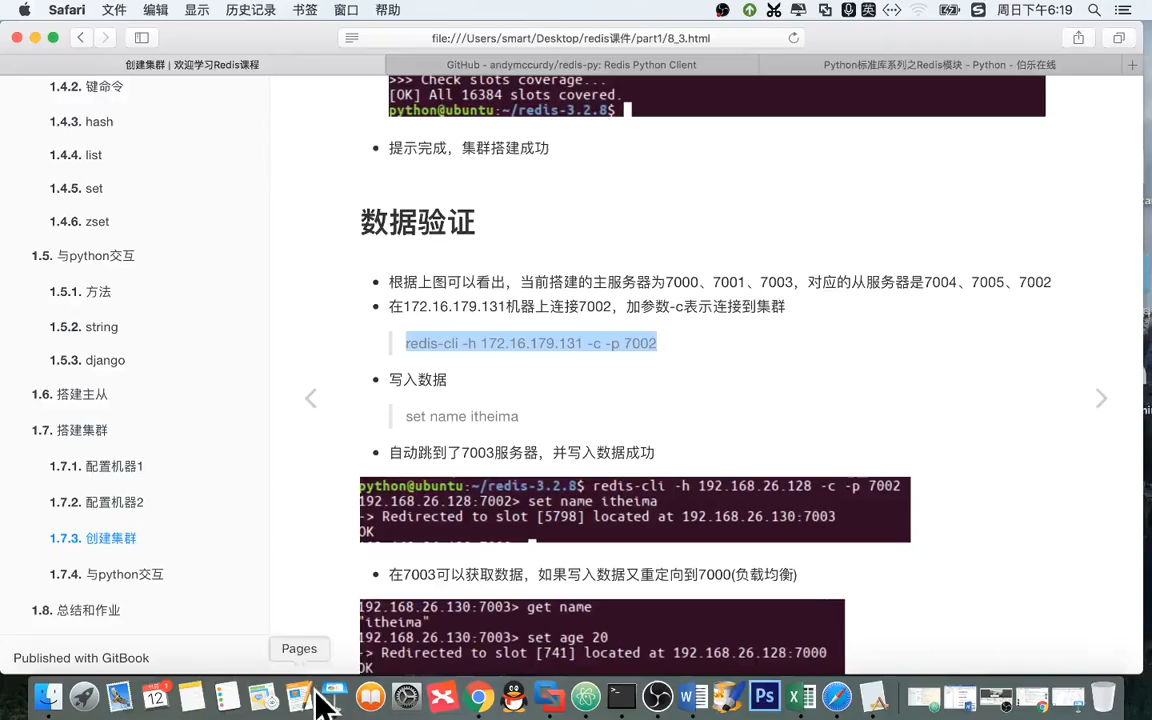 Safari 文件 编辑 显示 历史记录 书签 窗口 帮助
英 周日下午6:19
file:///Users/smart/Desktop/redis课件/part1/8_3.html
创建集群 | 欢迎学习Redis课程
GitHub - andymccurdy/redis-py: Redis Python Client
Python标准库系列之Redis模块 - Python - 伯乐在线
1.4.2. 键命令
1.4.3. hash
1.4.4. list
1.4.5. set
1.4.6. zset
1.5. 与python交互
1.5.1. 方法
1.5.2. string
1.5.3. django
1.6. 搭建主从
1.7. 搭建集群
1.7.1. 配置机器1
1.7.2. 配置机器2
1.7.3. 创建集群
1.7.4. 与python交互
1.8. 总结和作业
Published with GitBook
>>> Check slots coverage...
[OK] All 16384 slots covered.
python@ubuntu:~/redis-3.2.8$
提示完成，集群搭建成功
数据验证
根据上图可以看出，当前搭建的主服务器为7000、7001、7003，对应的从服务器是7004、7005、7002
在172.16.179.131机器上连接7002，加参数-c表示连接到集群
redis-cli -h 172.16.179.131 -c -p 7002
写入数据
set name itheima
自动跳到了7003服务器，并写入数据成功
python@ubuntu:~/redis-3.2.8$ redis-cli -h 192.168.26.128 -c -p 7002
192.168.26.128:7002> set name itheima
-> Redirected to slot [5798] located at 192.168.26.130:7003
OK
在7003可以获取数据，如果写入数据又重定向到7000(负载均衡)
192.168.26.130:7003> get name
"itheima"
192.168.26.130:7003> set age 20
-> Redirected to slot [741] located at 192.168.26.128:7000
OK
Pages
12
1
Ps